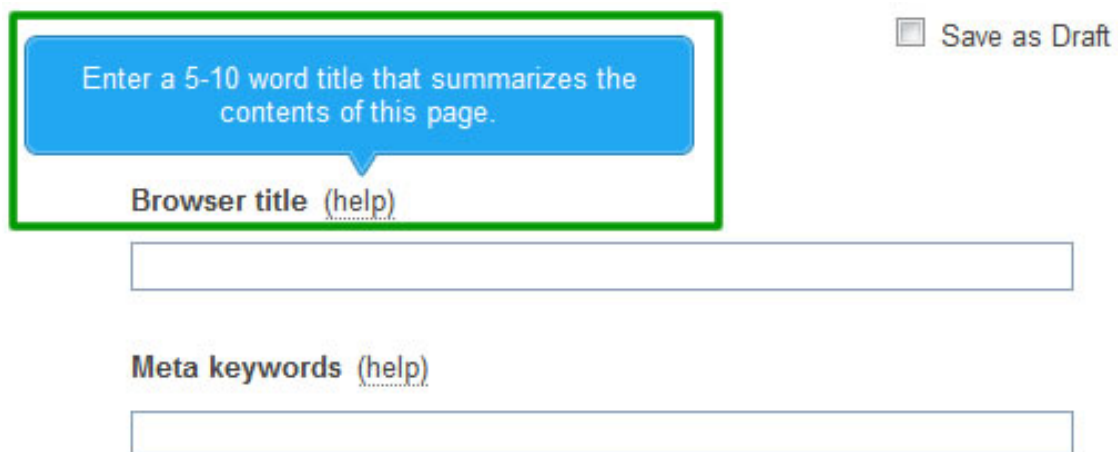 Save as Draft
Enter a 5-10 word title that summarizes the
contents of this page.
Browser title (help)
Meta keywords (help)